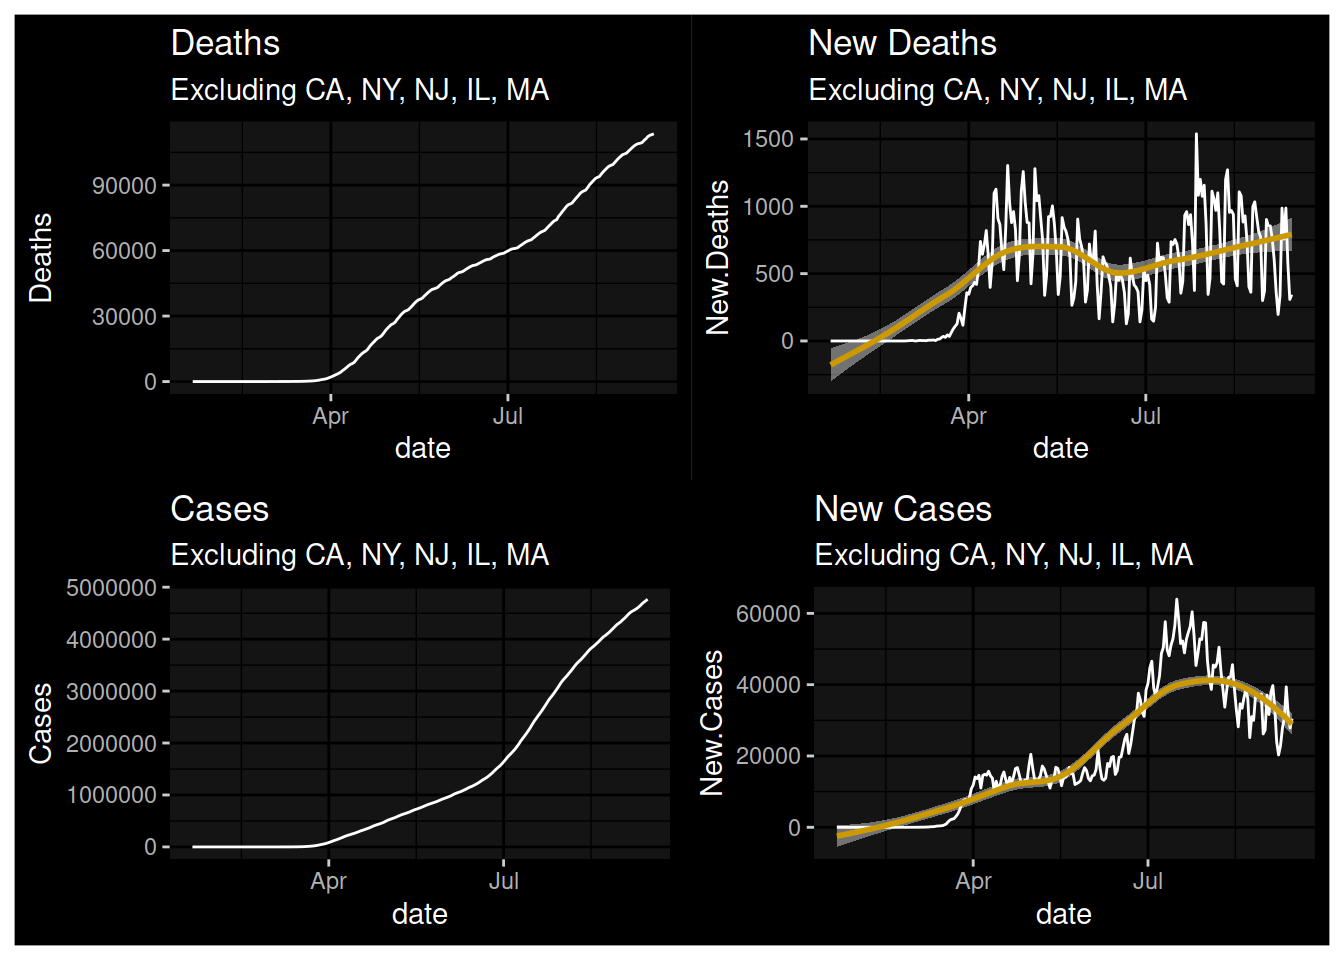 Deaths
Excluding CA, NY, NJ, IL, MA
Deaths
90000
60000
30000
0
Apr
Jul
date
New Deaths
Excluding CA, NY, NJ, IL, MA
New.Deaths
1500
1000
500
0
Apr
Jul
date
Cases
Excluding CA, NY, NJ, IL, MA
Cases
5000000
4000000
3000000
2000000
1000000
0
Apr
Jul
date
New Cases
Excluding CA, NY, NJ, IL, MA
New.Cases
60000
40000
20000
0
Apr
Jul
date